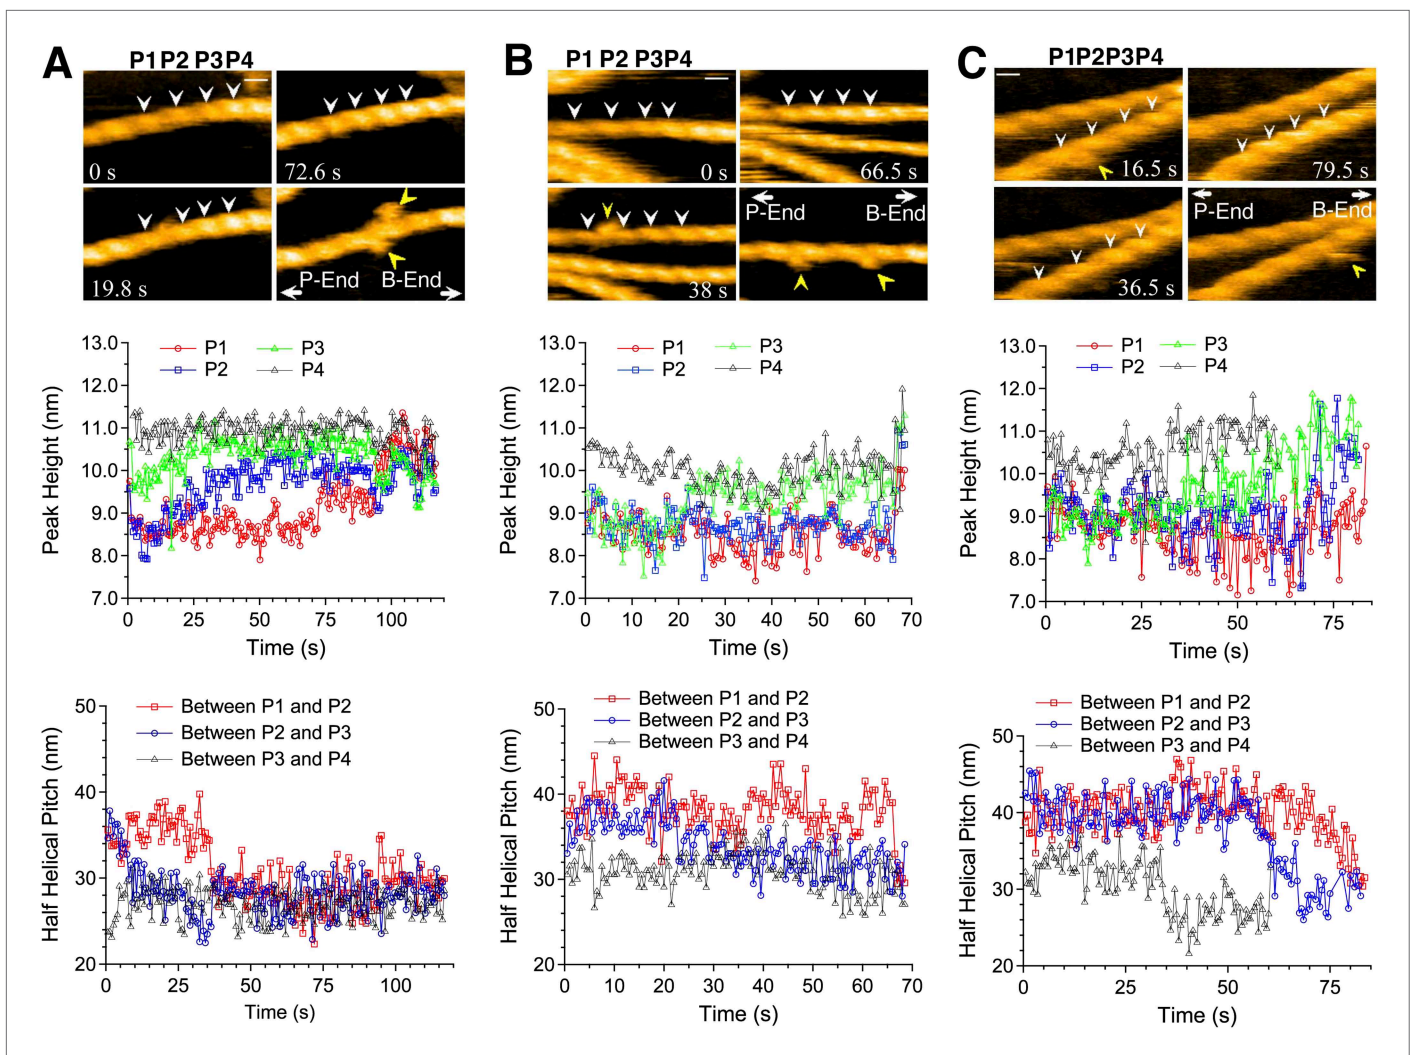 A
P1 P2 P3 P4
0 s
72.6 s
19.8 s
P-End B-End
13.0
12.0
11.0
10.0
9.0
8.0
7.0
Peak Height (nm)
P1
P2
P3
P4
0 25 50 75 100
Time (s)
50
40
30
20
Half Helical Pitch (nm)
Between P1 and P2
Between P2 and P3
Between P3 and P4
0 25 50 75 100
Time (s)
B
P1 P2 P3 P4
0 s
66.5 s
38 s
P-End B-End
13.0
12.0
11.0
10.0
9.0
8.0
7.0
Peak Height (nm)
P1
P2
P3
P4
0 10 20 30 40 50 60 70
Time (s)
50
40
30
20
Half Helical Pitch (nm)
Between P1 and P2
Between P2 and P3
Between P3 and P4
0 10 20 30 40 50 60 70
Time (s)
C
P1P2P3P4
16.5 s
79.5 s
36.5 s
P-End B-End
13.0
12.0
11.0
10.0
9.0
8.0
7.0
Peak Height (nm)
P1
P2
P3
P4
0 25 50 75
Time (s)
50
40
30
20
Half Helical Pitch (nm)
Between P1 and P2
Between P2 and P3
Between P3 and P4
0 25 50 75
Time (s)